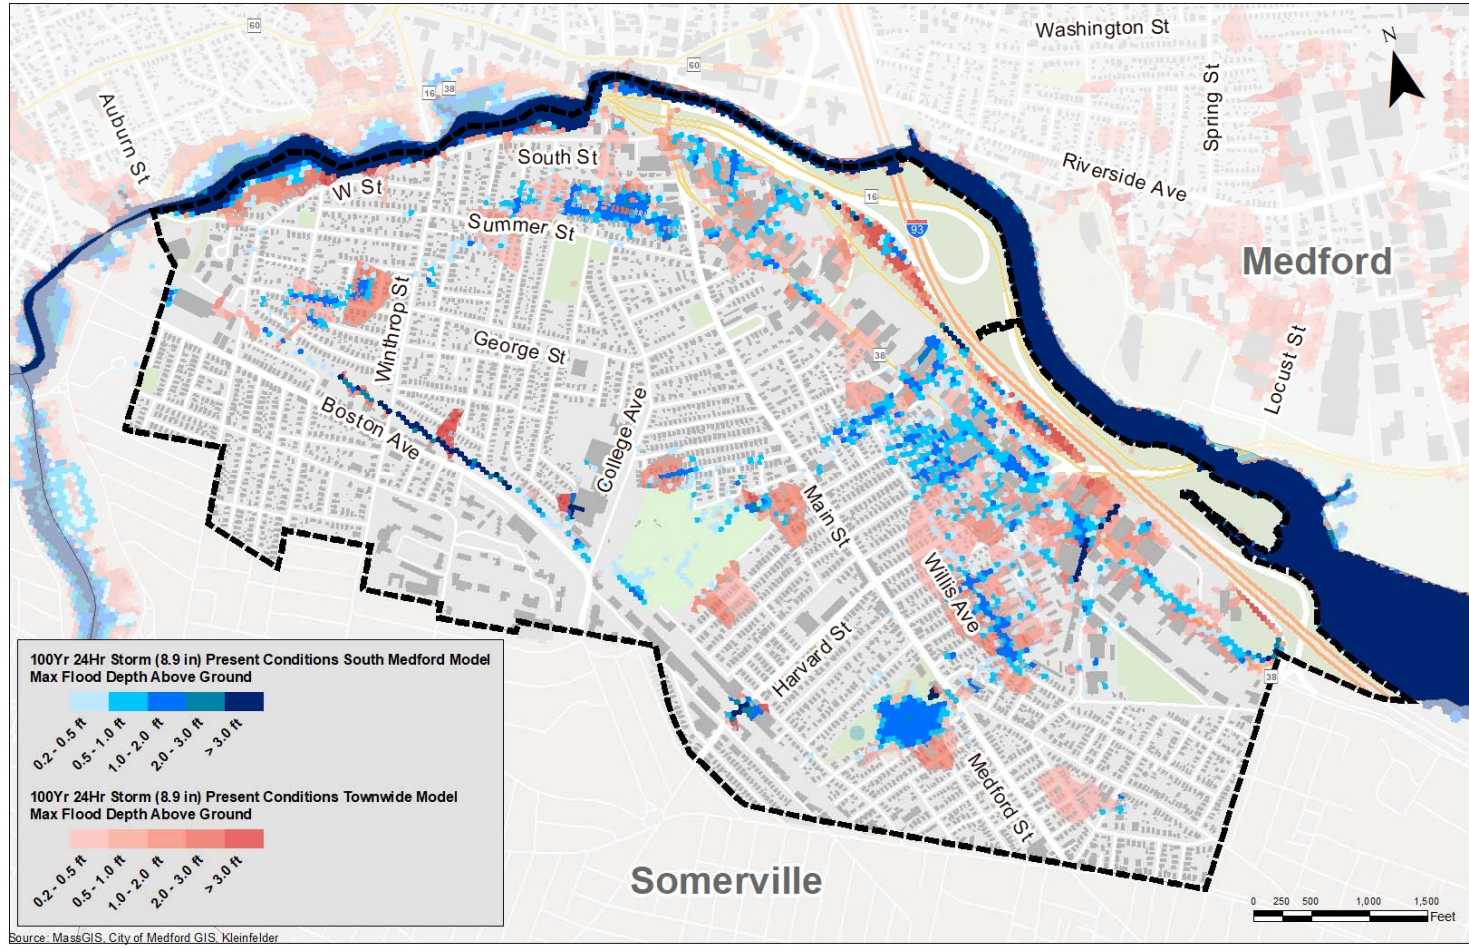 60
Washington St
N
60
16
38
Auburn St
Spring St
South St
Riverside Ave
W St
16
Summer St
93
Medford
Winthrop St
George St
38
Locust St
Boston Ave
College Ave
Main St
Willis Ave
Harvard St
38
Medford St
Somerville
100Yr 24Hr Storm (8.9 in) Present Conditions South Medford Model
Max Flood Depth Above Ground
0.2 - 0.5 ft
0.5 - 1.0 ft
1.0 - 2.0 ft
2.0 - 3.0 ft
> 3.0 ft
100Yr 24Hr Storm (8.9 in) Present Conditions Townwide Model
Max Flood Depth Above Ground
0.2 - 0.5 ft
0.5 - 1.0 ft
1.0 - 2.0 ft
2.0 - 3.0 ft
> 3.0 ft
0 250 500 1,000 1,500
Feet
Source: MassGIS, City of Medford GIS, Kleinfelder